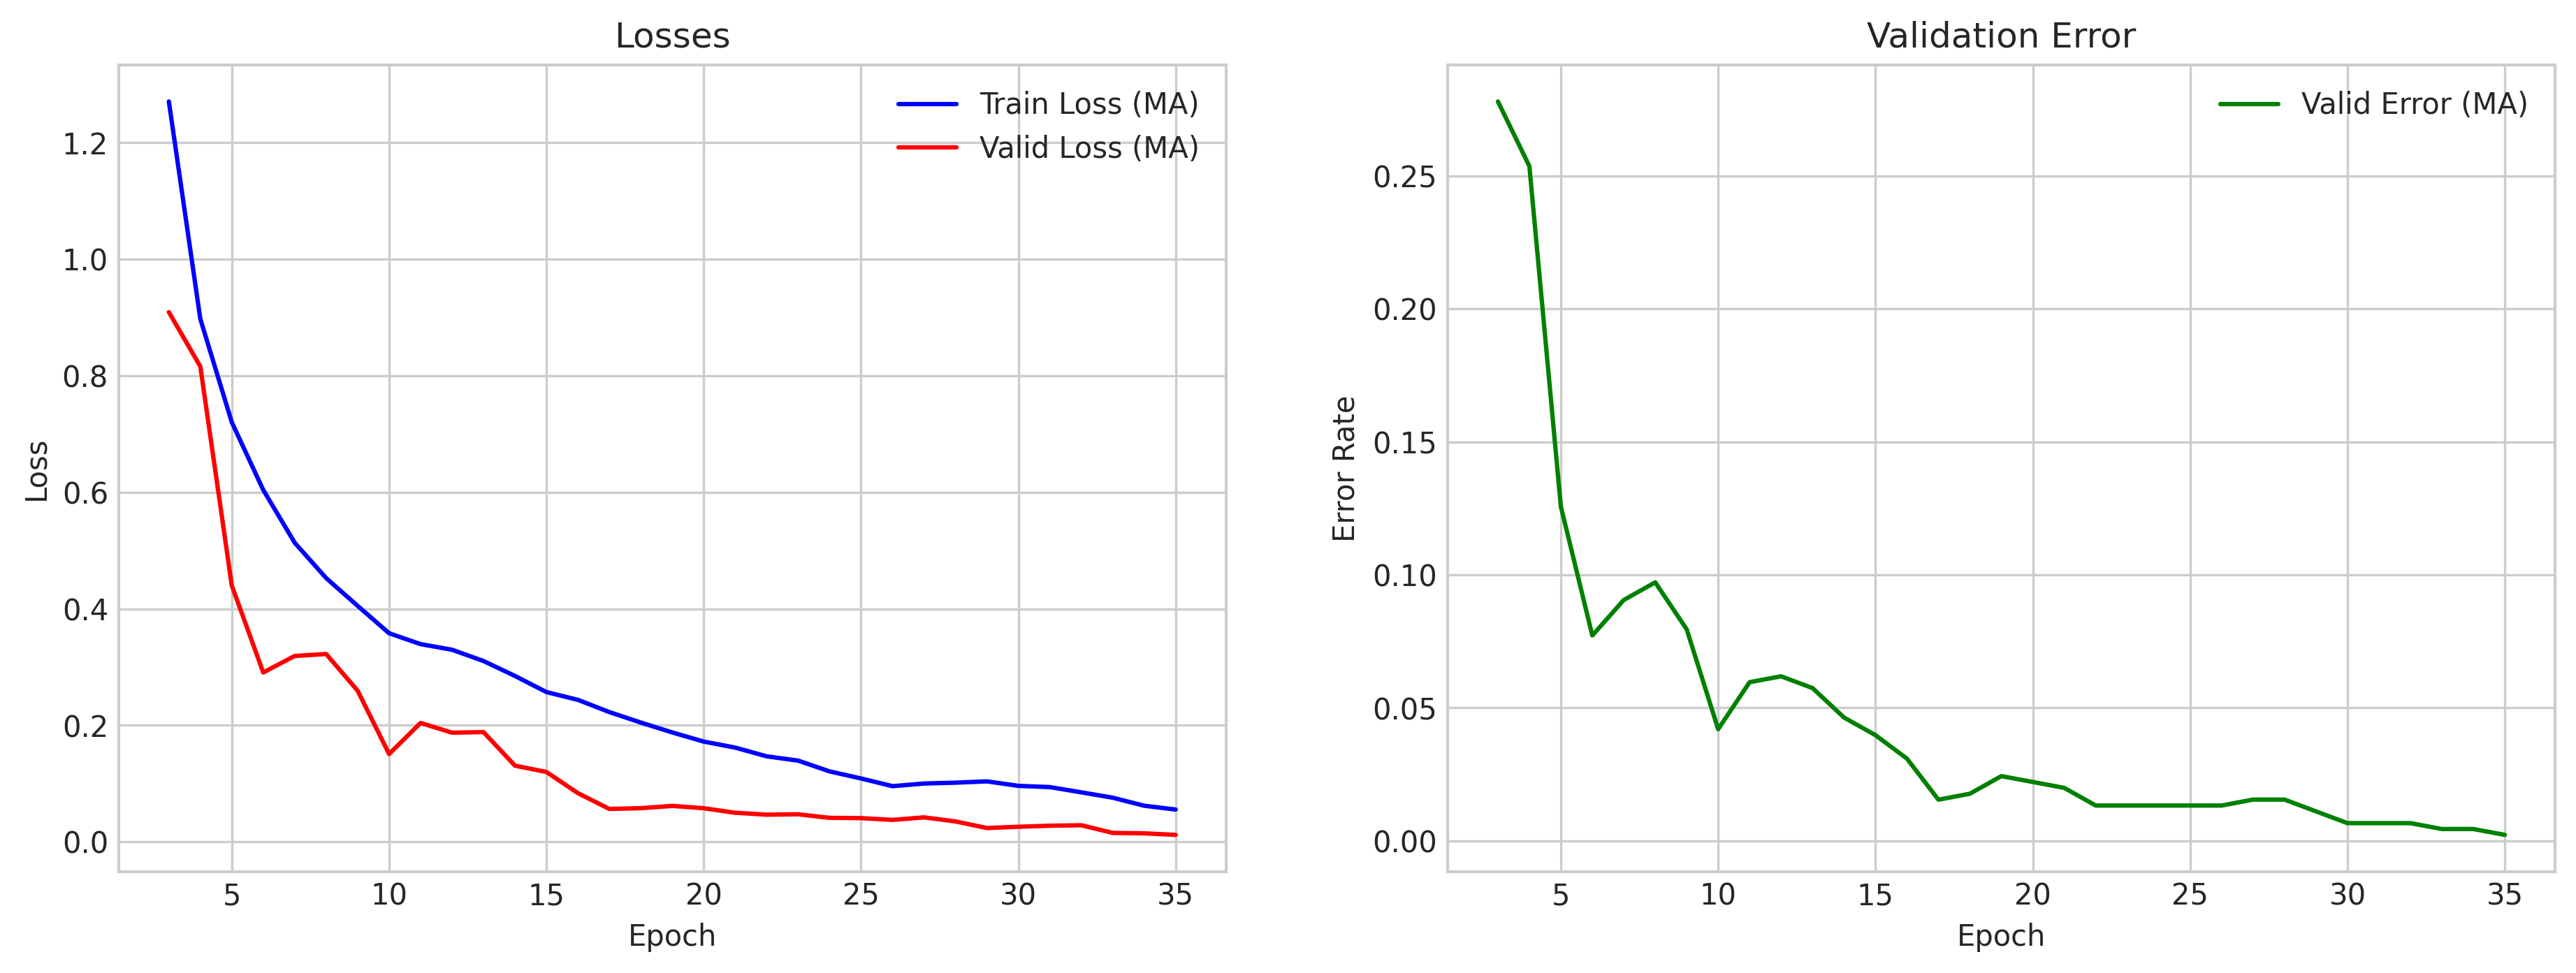 Losses
Train Loss (MA)
Valid Loss (MA)
1.2
1.0
0.8
0.6
0.4
0.2
0.0
Loss
5 10 15 20 25 30 35
Epoch
Validation Error
Valid Error (MA)
0.25
0.20
0.15
0.10
0.05
0.00
Error Rate
5 10 15 20 25 30 35
Epoch